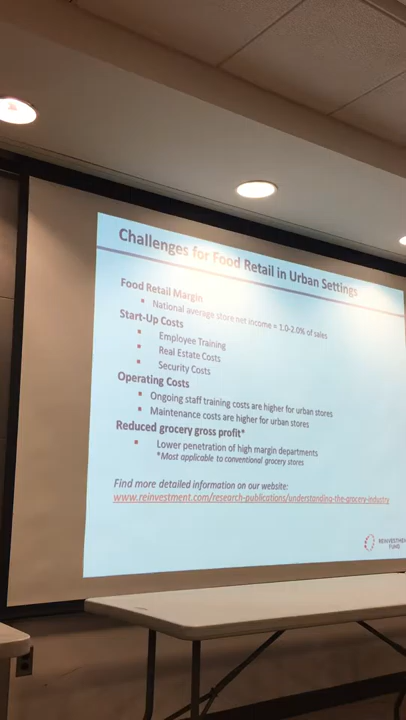 Challenges for Food Retail in Urban Settings
Food Retail Margin
▪ National average store net income = 1.0-2.0% of sales
Start-Up Costs
▪ Employee Training
▪ Real Estate Costs
▪ Security Costs
Operating Costs
▪ Ongoing staff training costs are higher for urban stores
▪ Maintenance costs are higher for urban stores
Reduced grocery gross profit*
▪ Lower penetration of high margin departments
*Most applicable to conventional grocery stores
Find more detailed information on our website:
www.reinvestment.com/research-publications/understanding-the-grocery-industry
REINVESTMEN
FUND